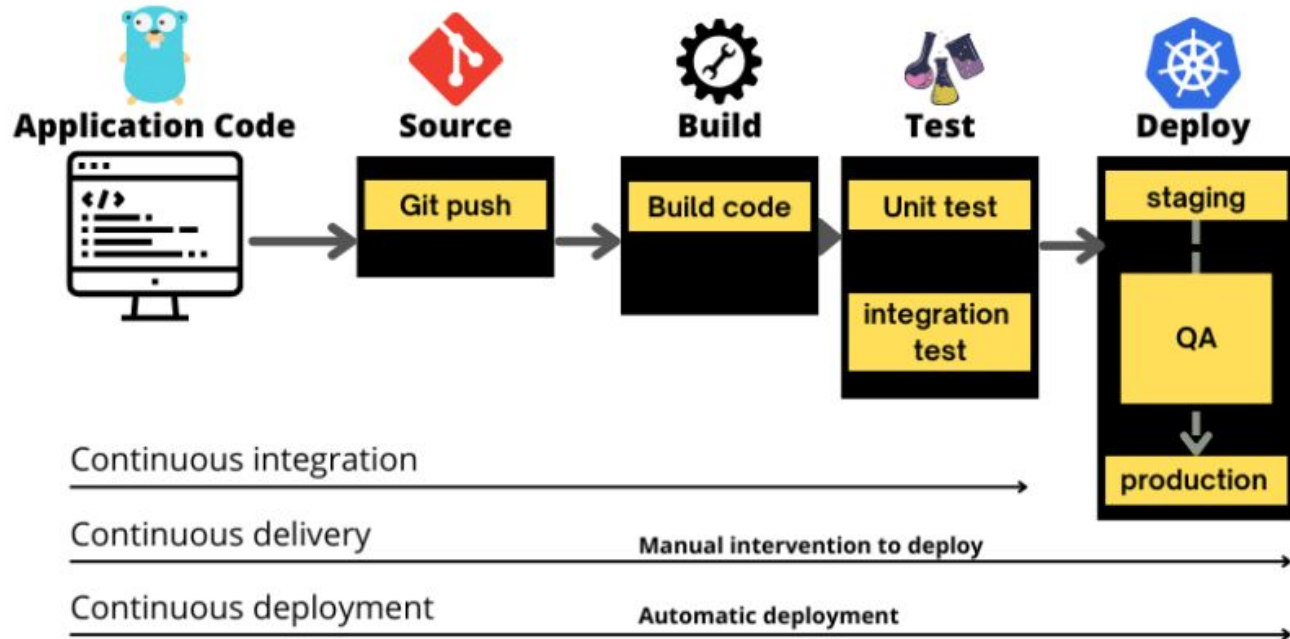 Application Code
Source
Build
Test
Deploy
</>
Git push
Build code
Unit test
staging
integration
test
QA
production
Continuous integration
Continuous delivery
Manual intervention to deploy
Continuous deployment
Automatic deployment